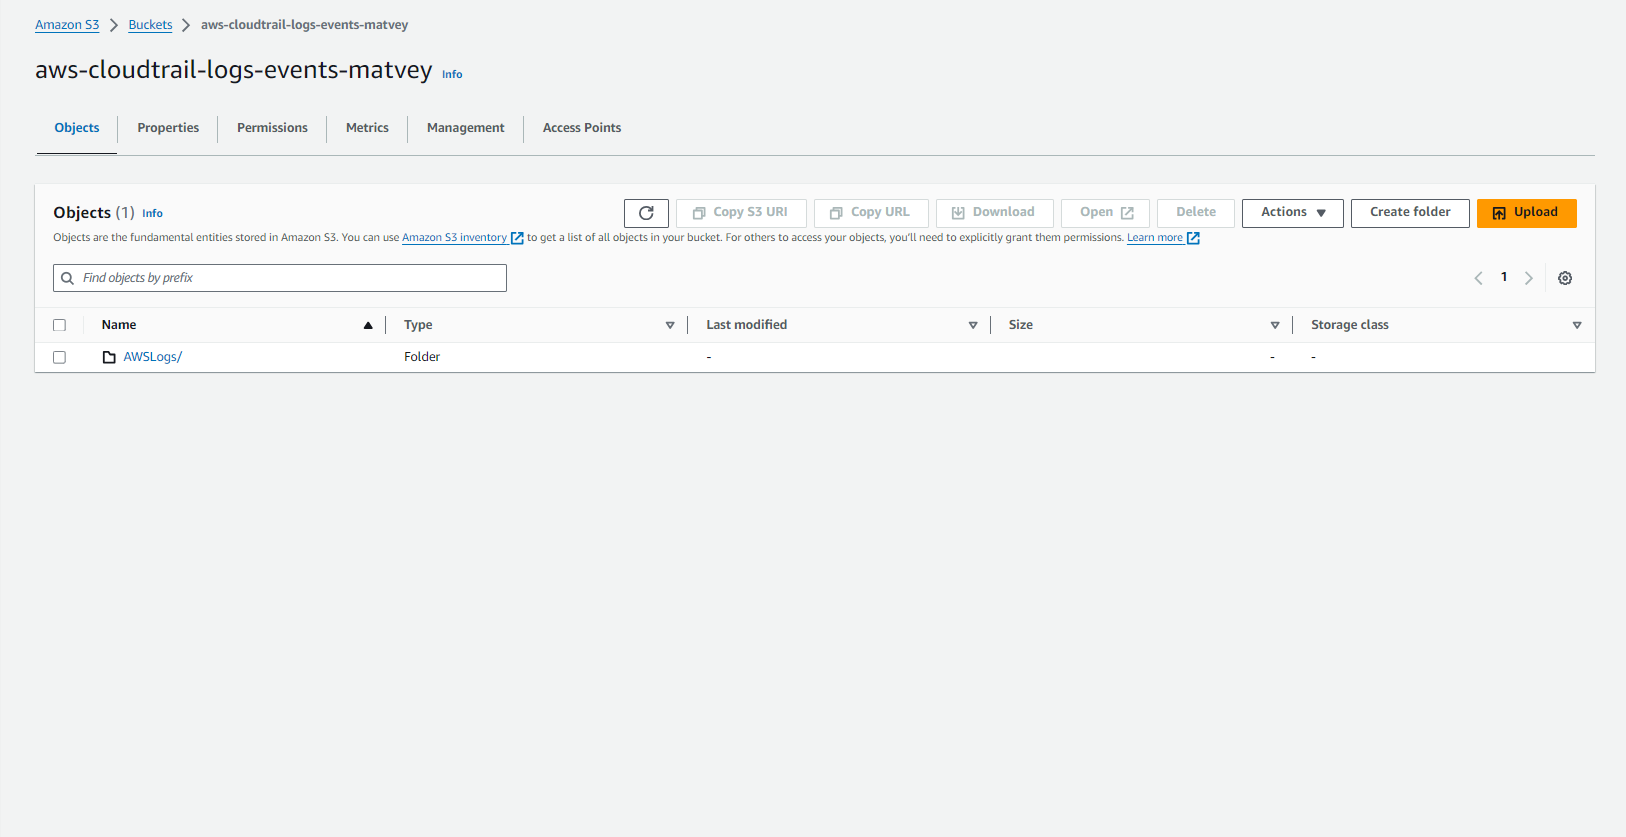 Amazon S3 > Buckets > aws-cloudtrail-logs-events-matvey
aws-cloudtrail-logs-events-matvey Info
Objects Properties Permissions Metrics Management Access Points
Objects (1) Info Copy S3 URI Copy URL Download Open Delete Actions Create folder Upload
Objects are the fundamental entities stored in Amazon S3. You can use Amazon S3 inventory to get a list of all objects in your bucket. For others to access your objects, you'll need to explicitly grant them permissions. Learn more
Find objects by prefix 1
Name Type Last modified Size Storage class
AWSLogs/ Folder - - -